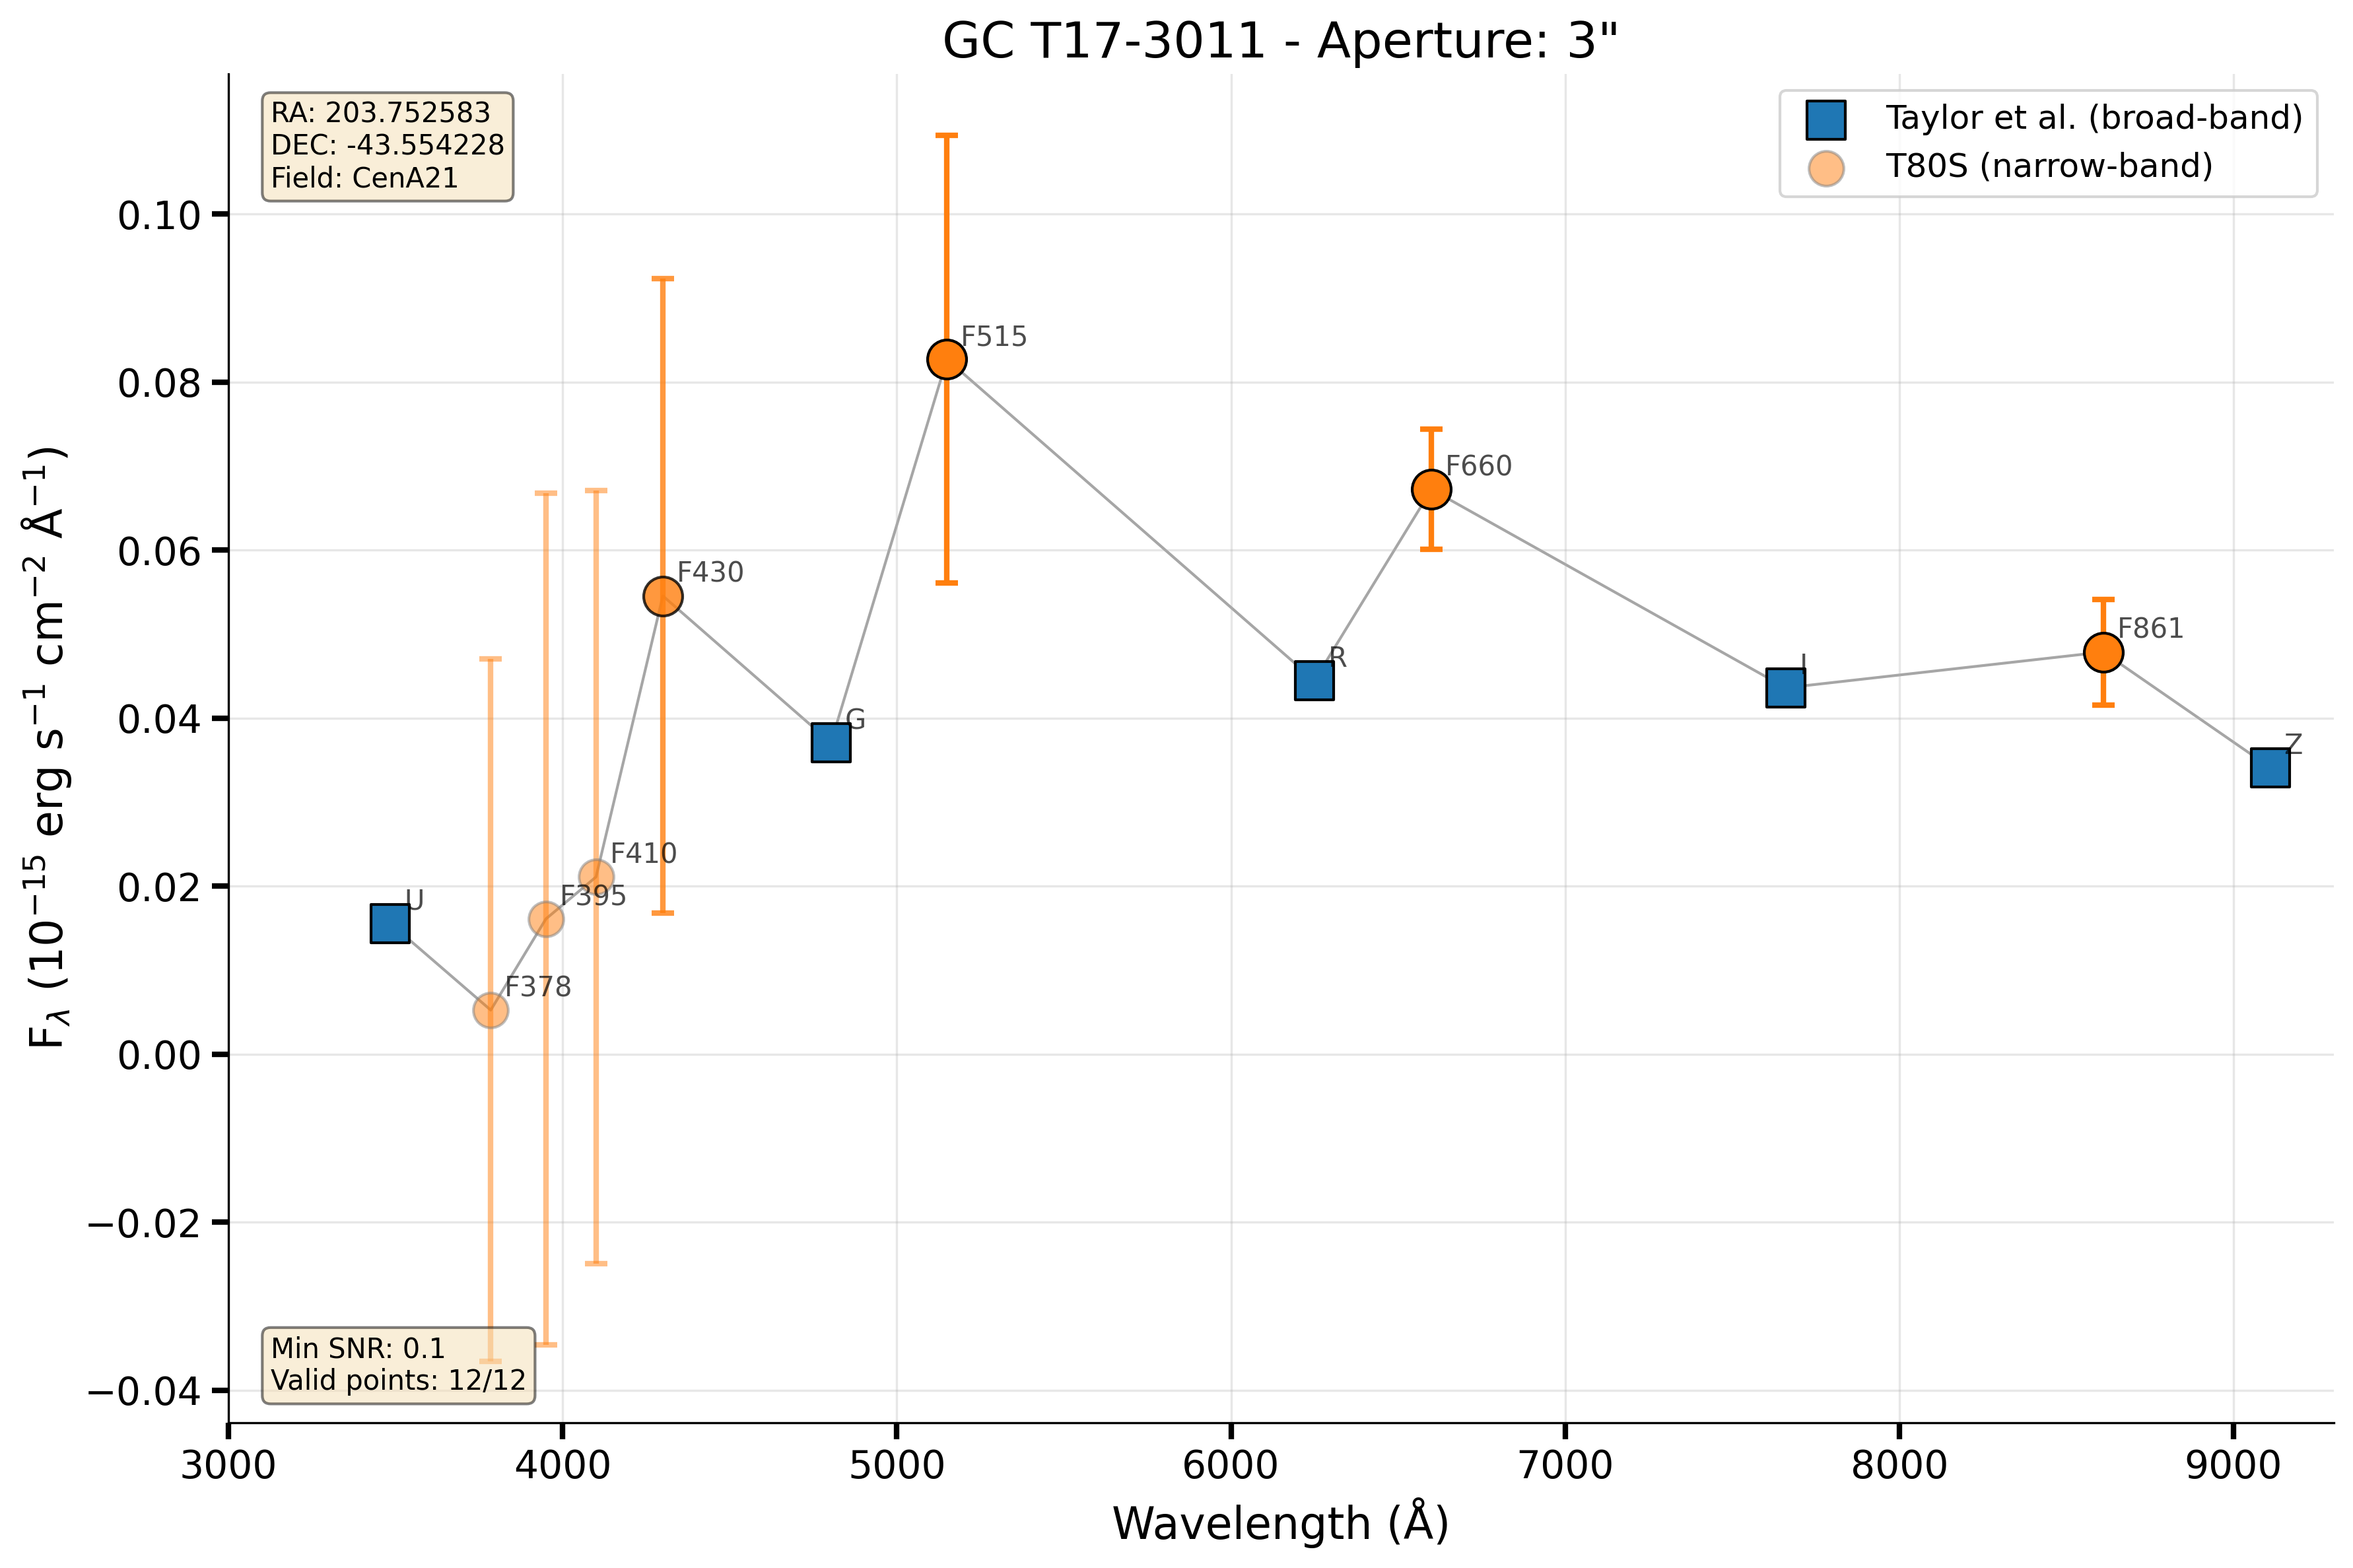 GC T17-3011 - Aperture: 3"
RA: 203.752583
DEC: -43.554228
Field: CenA21
Taylor et al. (broad-band)
T80S (narrow-band)
F_λ (10⁻¹⁵ erg s⁻¹ cm⁻² Å⁻¹)
0.10
0.08
0.06
0.04
0.02
0.00
−0.02
−0.04
U
F378
F395
F410
F430
G
F515
R
F660
I
F861
Z
Min SNR: 0.1
Valid points: 12/12
3000 4000 5000 6000 7000 8000 9000
Wavelength (Å)